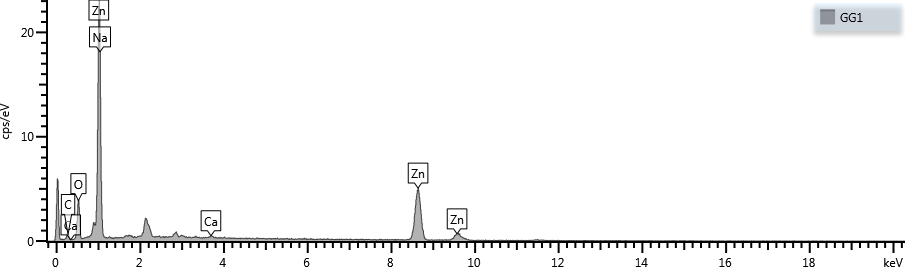 Zn
GG1
20
Na
cps/eV
10
Zn
O
C
Ca
Ca
Zn
0
0 2 4 6 8 10 12 14 16 18 keV